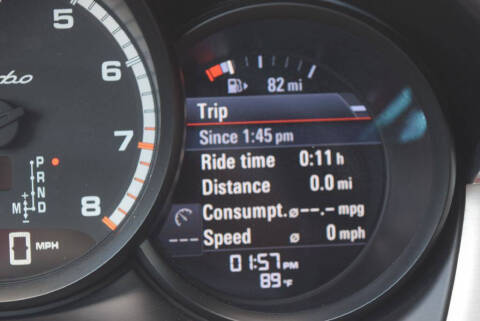 5
6
7
8
P
R
N
M D
0 MPH
82 mi
Trip
Since 1:45 pm
Ride time 0:11 h
Distance 0.0 mi
Consumpt. ⌀--.- mpg
Speed ⌀ 0 mph
---
01:57 PM
89°F